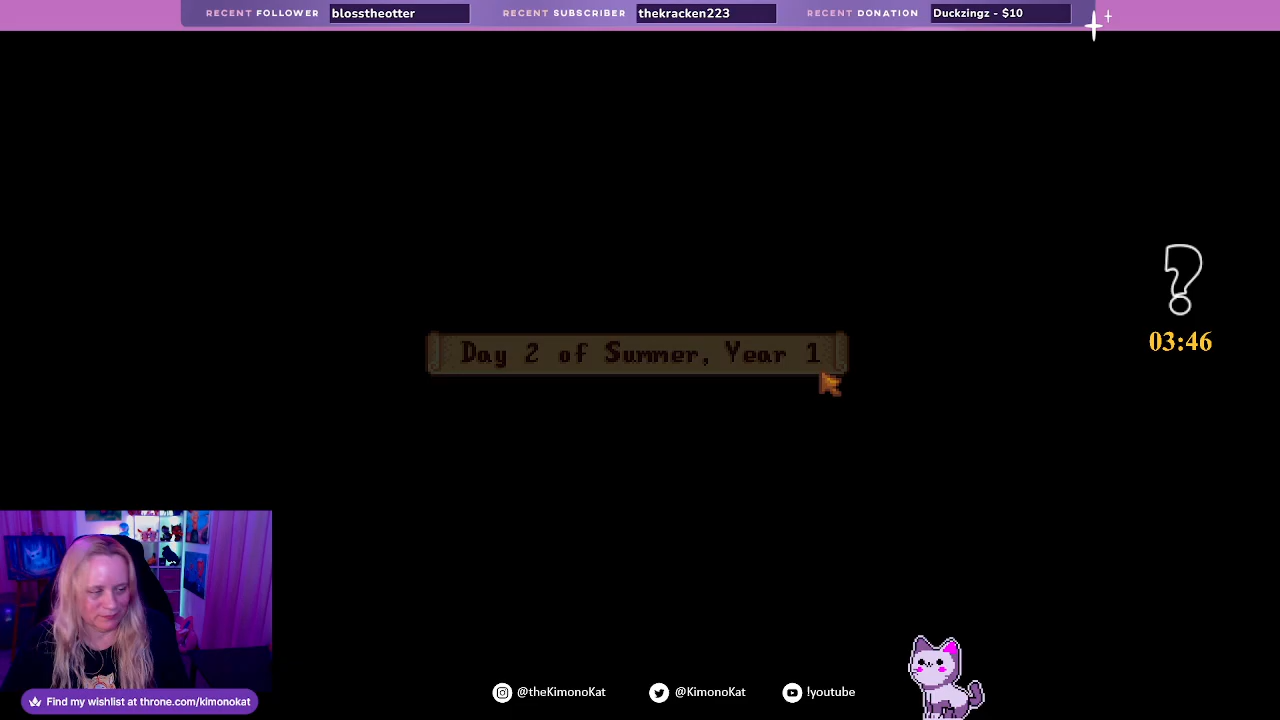 RECENT FOLLOWER blosstheotter RECENT SUBSCRIBER thekracken223 RECENT DONATION Duckzingz - $10
?
03:46
Day 2 of Summer, Year 1
Find my wishlist at throne.com/kimonokat
@theKimonoKat @KimonoKat !youtube